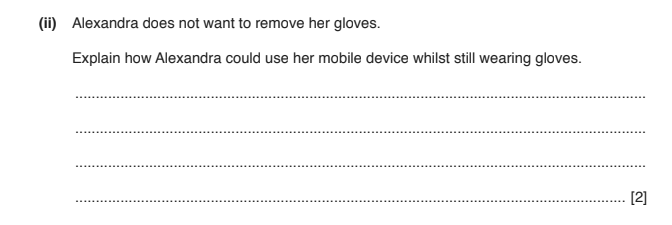 (ii) Alexandra does not want to remove her gloves.
Explain how Alexandra could use her mobile device whilst still wearing gloves.
[2]